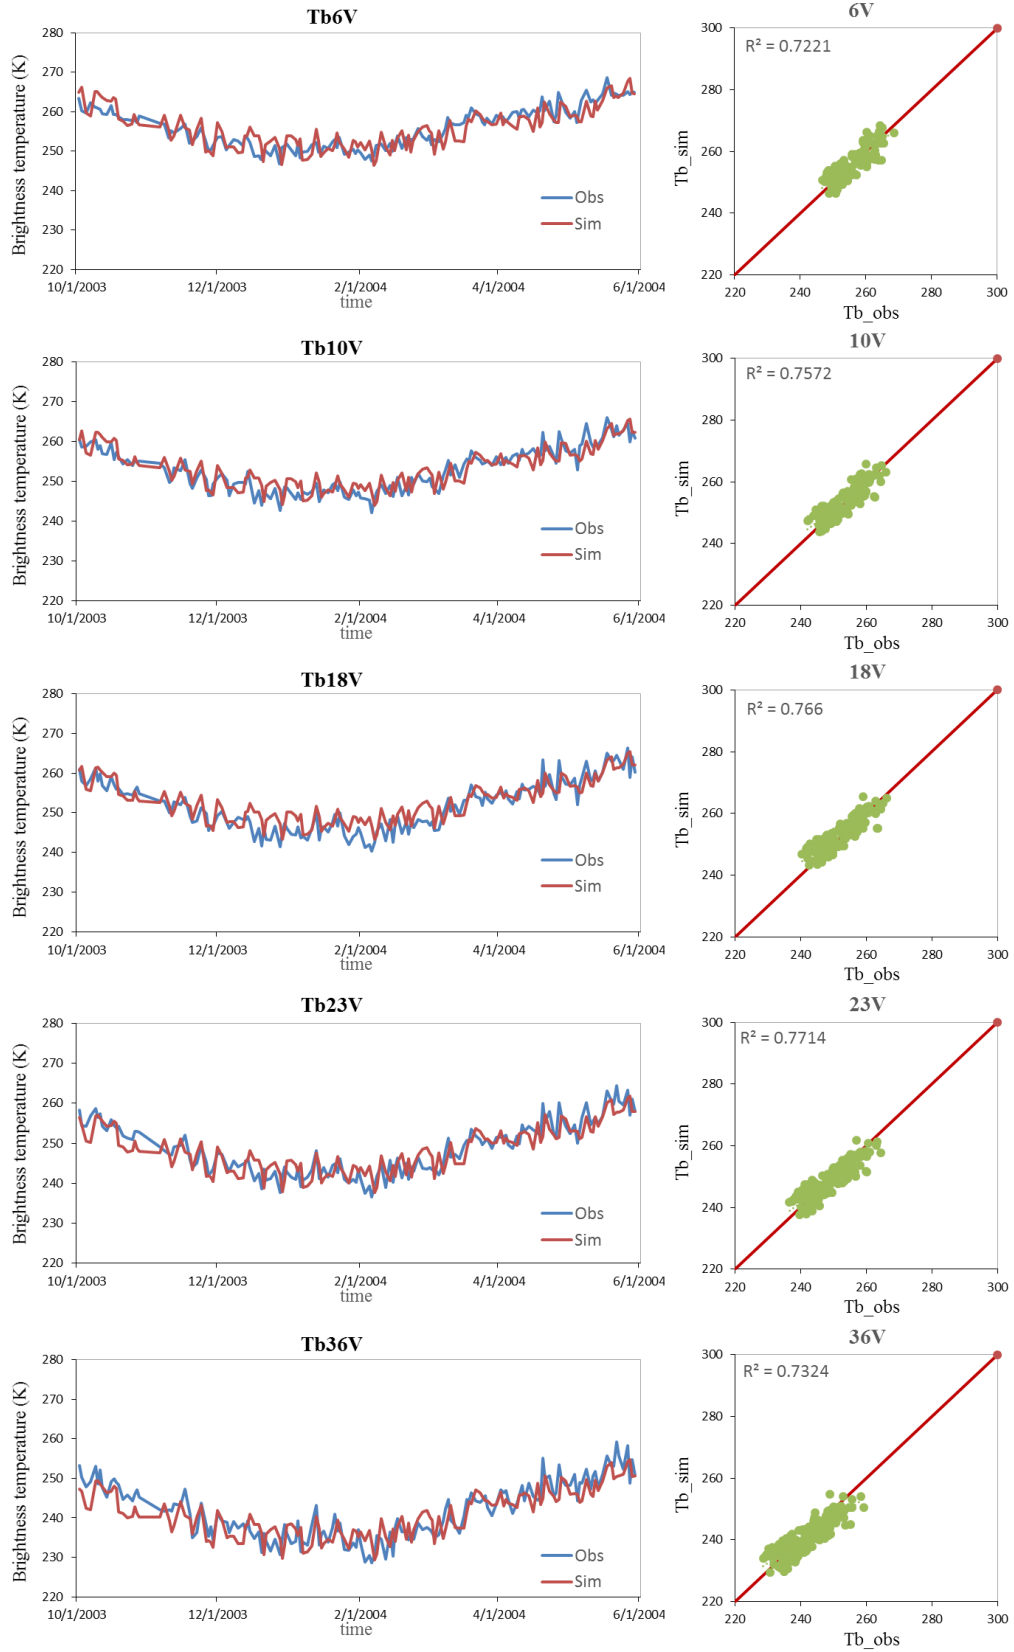 Tb6V
Brightness temperature (K)
280
270
260
250
240
230
220
10/1/2003
12/1/2003
2/1/2004
4/1/2004
6/1/2004
time
Obs
Sim
6V
R² = 0.7221
Tb_sim
300
280
260
240
220
220
240
260
280
300
Tb_obs
Tb10V
Brightness temperature (K)
280
270
260
250
240
230
220
10/1/2003
12/1/2003
2/1/2004
4/1/2004
6/1/2004
time
Obs
Sim
10V
R² = 0.7572
Tb_sim
300
280
260
240
220
220
240
260
280
300
Tb_obs
Tb18V
Brightness temperature (K)
280
270
260
250
240
230
220
10/1/2003
12/1/2003
2/1/2004
4/1/2004
6/1/2004
time
Obs
Sim
18V
R² = 0.766
Tb_sim
300
280
260
240
220
220
240
260
280
300
Tb_obs
Tb23V
Brightness temperature (K)
280
270
260
250
240
230
220
10/1/2003
12/1/2003
2/1/2004
4/1/2004
6/1/2004
time
Obs
Sim
23V
R² = 0.7714
Tb_sim
300
280
260
240
220
220
240
260
280
300
Tb_obs
Tb36V
Brightness temperature (K)
280
270
260
250
240
230
220
10/1/2003
12/1/2003
2/1/2004
4/1/2004
6/1/2004
time
Obs
Sim
36V
R² = 0.7324
Tb_sim
300
280
260
240
220
220
240
260
280
300
Tb_obs